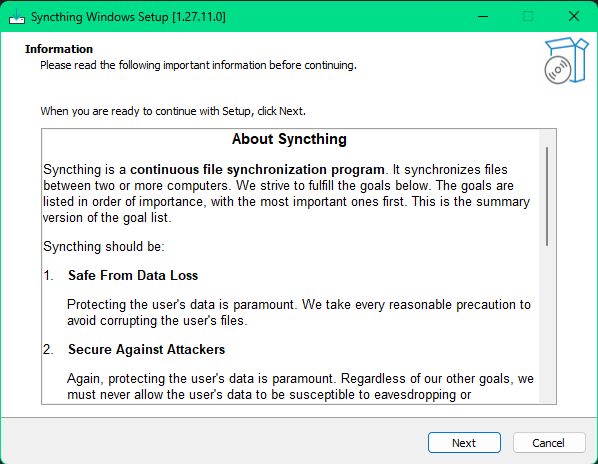 Syncthing Windows Setup [1.27.11.0]
Information
Please read the following important information before continuing.
When you are ready to continue with Setup, click Next.
About Syncthing
Syncthing is a continuous file synchronization program. It synchronizes files
between two or more computers. We strive to fulfill the goals below. The goals are
listed in order of importance, with the most important ones first. This is the summary
version of the goal list.
Syncthing should be:
1. Safe From Data Loss
Protecting the user's data is paramount. We take every reasonable precaution to
avoid corrupting the user's files.
2. Secure Against Attackers
Again, protecting the user's data is paramount. Regardless of our other goals, we
must never allow the user's data to be susceptible to eavesdropping or
Next
Cancel